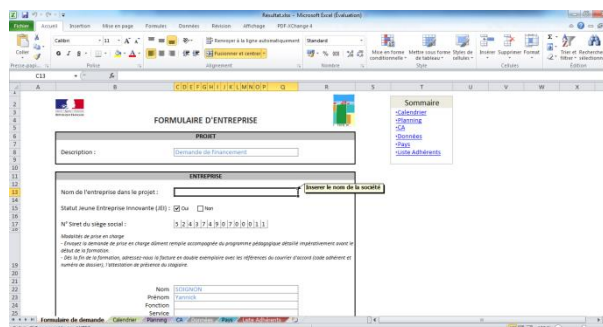 Resultat.xlsx - Microsoft Excel (Évaluation)
Fichier Accueil Insertion Mise en page Formules Données Révision Affichage PDF-XChange 4
Coller
Calibri 11
G I S
Renvoyer à la ligne automatiquement
Fusionner et centrer
Standard
Mise en forme conditionnelle
Mettre sous forme de tableau
Styles de cellules
Insérer Supprimer Format
Trier et filtrer
Rechercher et sélectionner
Police Alignement Nombre Style Cellules Édition
C13
A B C D E F G H I J K L M N O P Q R S T U V W X
FORMULAIRE D'ENTREPRISE
Sommaire
•Calendrier
•Planning
•CA
•Données
•Pays
•Liste Adhérents
PROJET
Description : Demande de financement
ENTREPRISE
Nom de l'entreprise dans le projet :
Inserer le nom de la société
Statut Jeune Entreprise Innovante (JEI) : Oui Non
N° Siret du siège social : 5 2 4 3 7 4 9 0 7 0 0 0 1 1
Modalités de prise en charge
- Envoyez la demande de prise en charge dûment remplie accompagnée du programme pédagogique détaillé impérativement avant le
début de la formation.
- Dès la fin de la formation, adressez-nous la facture en double exemplaire avec les références du courrier d'accord (code adhérent et
numéro de dossier), l'attestation de présence du stagiaire.
Nom SOIGNON
Prénom Yannick
Fonction
Service
Formulaire de demande Calendrier Planning CA Données Pays Liste Adhérents